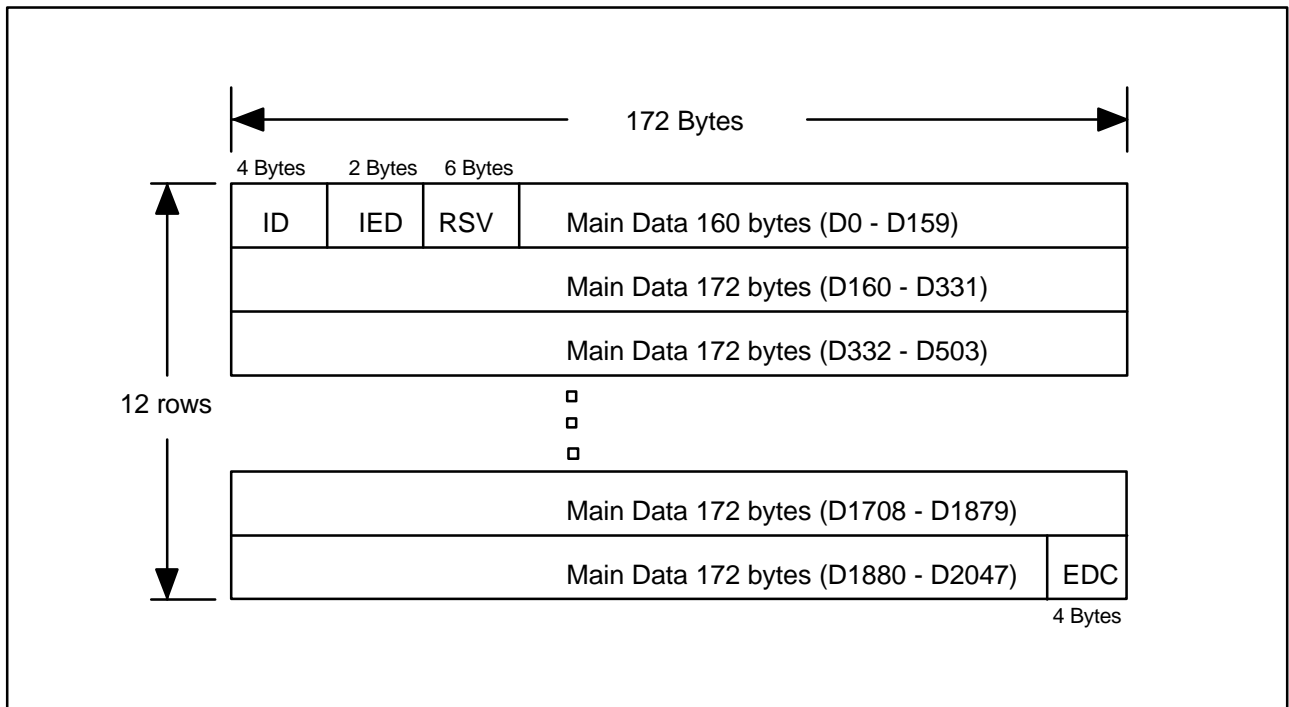 172 Bytes
4 Bytes 2 Bytes 6 Bytes
ID IED RSV Main Data 160 bytes (D0 - D159)
Main Data 172 bytes (D160 - D331)
Main Data 172 bytes (D332 - D503)
12 rows
Main Data 172 bytes (D1708 - D1879)
Main Data 172 bytes (D1880 - D2047) EDC
4 Bytes